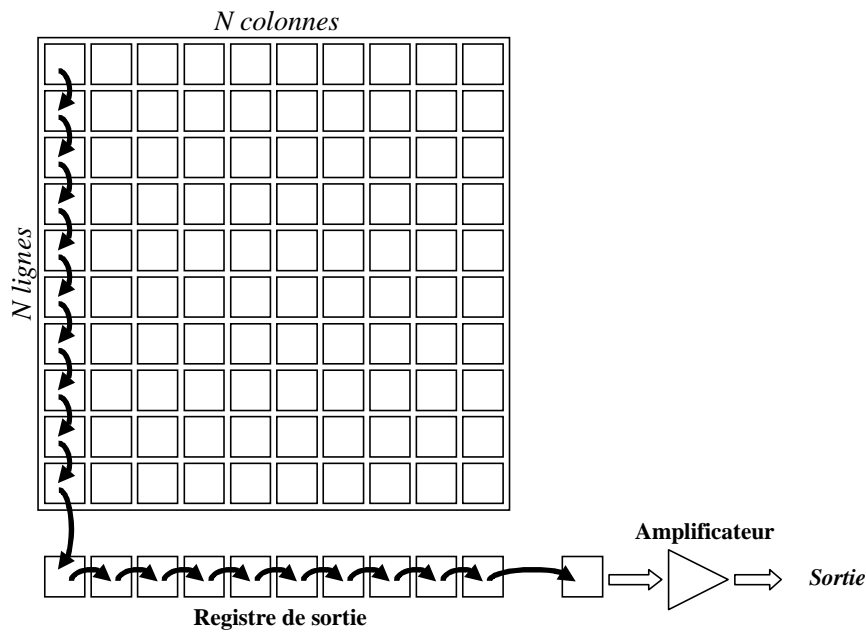 N colonnes
N lignes
Amplificateur
Sortie
Registre de sortie